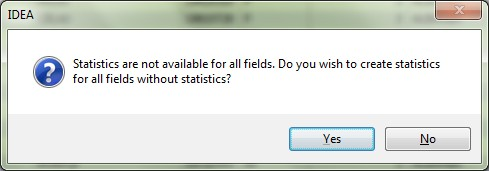 IDEA
Statistics are not available for all fields. Do you wish to create statistics
for all fields without statistics?
Yes
No